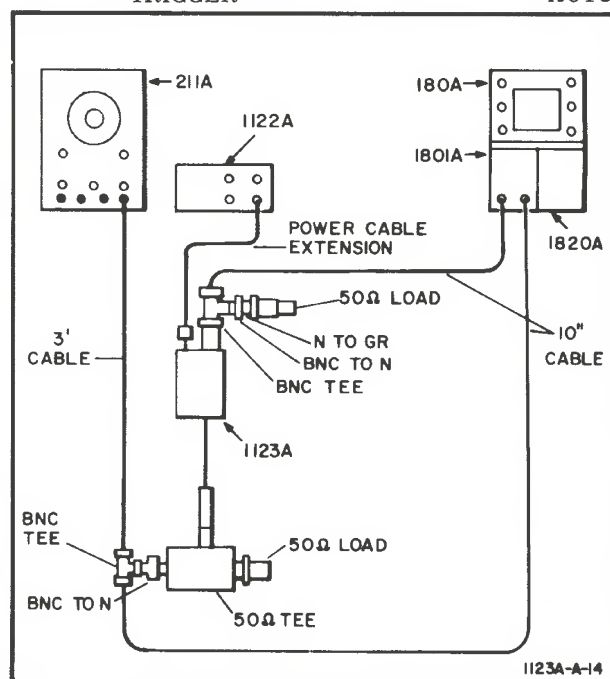 211A
1122A
180A
1801A
1820A
POWER CABLE
EXTENSION
50Ω LOAD
N TO GR
BNC TO N
BNC TEE
10"
CABLE
3'
CABLE
1123A
BNC
TEE
50Ω LOAD
BNC TO N
50Ω TEE
1123A-A-14